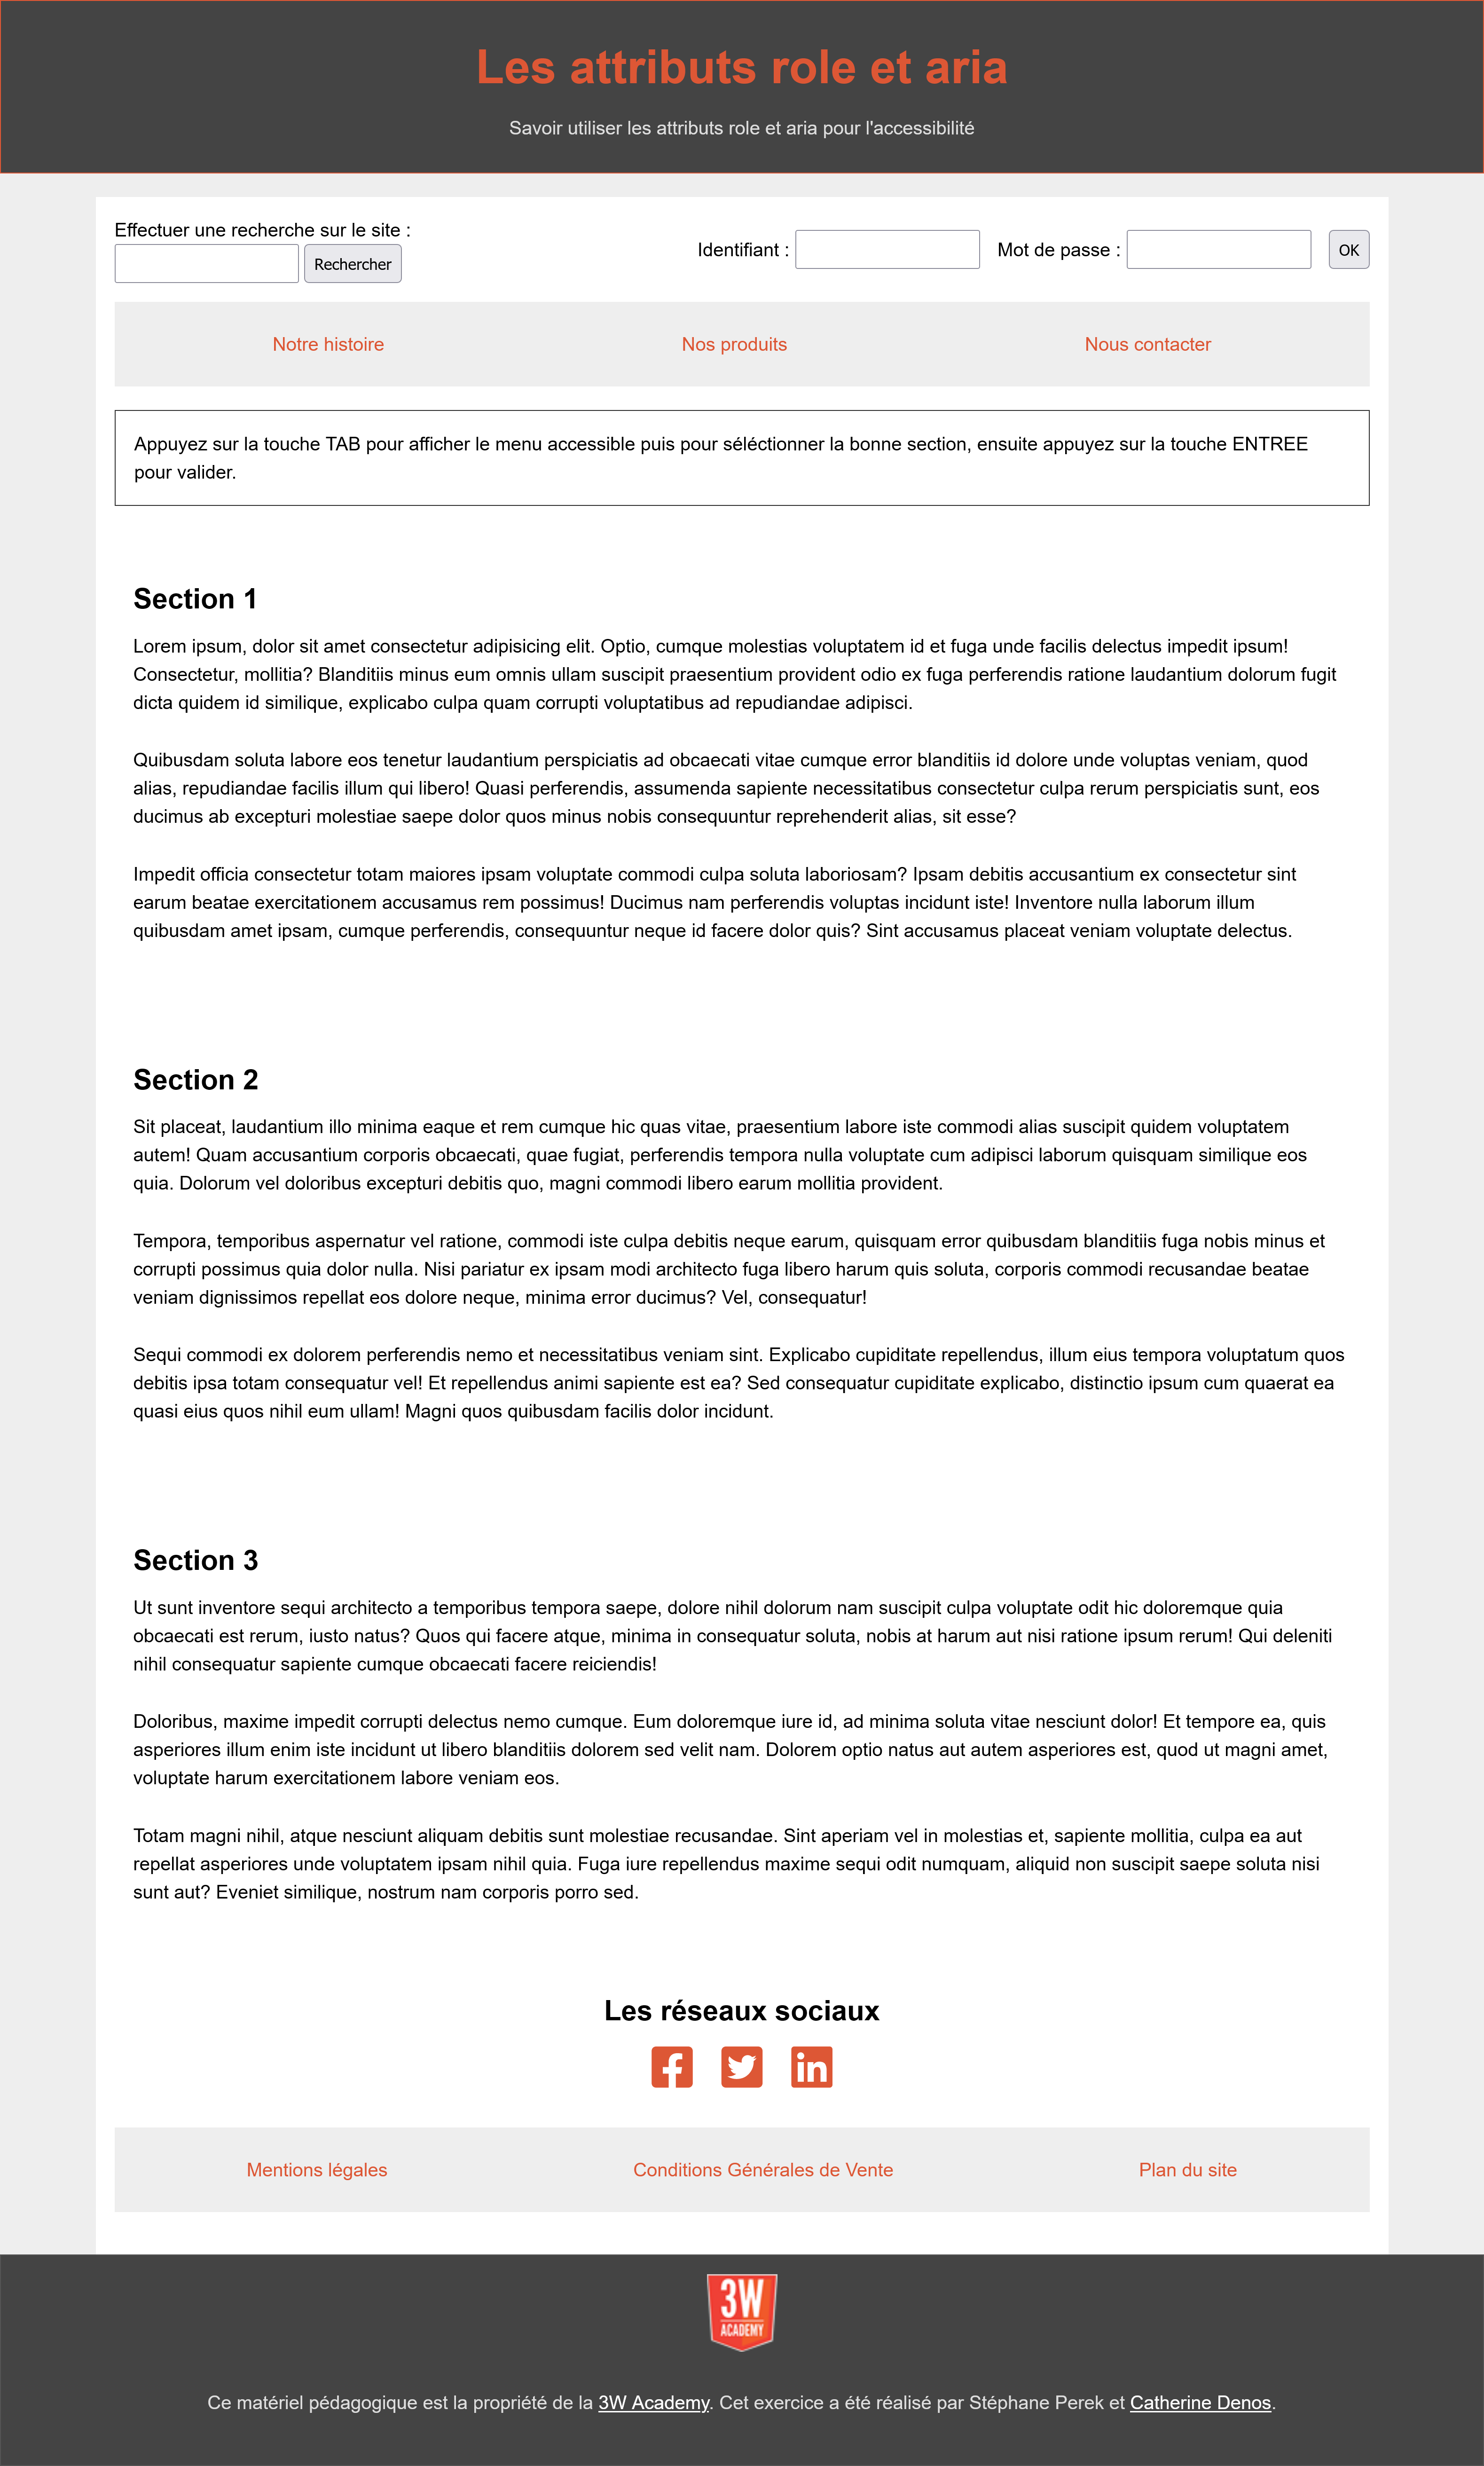 Les attributs role et aria
Savoir utiliser les attributs role et aria pour l'accessibilité
Effectuer une recherche sur le site :
Rechercher
Identifiant :
Mot de passe :
OK
Notre histoire
Nos produits
Nous contacter
Appuyez sur la touche TAB pour afficher le menu accessible puis pour séléctionner la bonne section, ensuite appuyez sur la touche ENTREE
pour valider.
Section 1
Lorem ipsum, dolor sit amet consectetur adipisicing elit. Optio, cumque molestias voluptatem id et fuga unde facilis delectus impedit ipsum!
Consectetur, mollitia? Blanditiis minus eum omnis ullam suscipit praesentium provident odio ex fuga perferendis ratione laudantium dolorum fugit
dicta quidem id similique, explicabo culpa quam corrupti voluptatibus ad repudiandae adipisci.
Quibusdam soluta labore eos tenetur laudantium perspiciatis ad obcaecati vitae cumque error blanditiis id dolore unde voluptas veniam, quod
alias, repudiandae facilis illum qui libero! Quasi perferendis, assumenda sapiente necessitatibus consectetur culpa rerum perspiciatis sunt, eos
ducimus ab excepturi molestiae saepe dolor quos minus nobis consequuntur reprehenderit alias, sit esse?
Impedit officia consectetur totam maiores ipsam voluptate commodi culpa soluta laboriosam? Ipsam debitis accusantium ex consectetur sint
earum beatae exercitationem accusamus rem possimus! Ducimus nam perferendis voluptas incidunt iste! Inventore nulla laborum illum
quibusdam amet ipsam, cumque perferendis, consequuntur neque id facere dolor quis? Sint accusamus placeat veniam voluptate delectus.
Section 2
Sit placeat, laudantium illo minima eaque et rem cumque hic quas vitae, praesentium labore iste commodi alias suscipit quidem voluptatem
autem! Quam accusantium corporis obcaecati, quae fugiat, perferendis tempora nulla voluptate cum adipisci laborum quisquam similique eos
quia. Dolorum vel doloribus excepturi debitis quo, magni commodi libero earum mollitia provident.
Tempora, temporibus aspernatur vel ratione, commodi iste culpa debitis neque earum, quisquam error quibusdam blanditiis fuga nobis minus et
corrupti possimus quia dolor nulla. Nisi pariatur ex ipsam modi architecto fuga libero harum quis soluta, corporis commodi recusandae beatae
veniam dignissimos repellat eos dolore neque, minima error ducimus? Vel, consequatur!
Sequi commodi ex dolorem perferendis nemo et necessitatibus veniam sint. Explicabo cupiditate repellendus, illum eius tempora voluptatum quos
debitis ipsa totam consequatur vel! Et repellendus animi sapiente est ea? Sed consequatur cupiditate explicabo, distinctio ipsum cum quaerat ea
quasi eius quos nihil eum ullam! Magni quos quibusdam facilis dolor incidunt.
Section 3
Ut sunt inventore sequi architecto a temporibus tempora saepe, dolore nihil dolorum nam suscipit culpa voluptate odit hic doloremque quia
obcaecati est rerum, iusto natus? Quos qui facere atque, minima in consequatur soluta, nobis at harum aut nisi ratione ipsum rerum! Qui deleniti
nihil consequatur sapiente cumque obcaecati facere reiciendis!
Doloribus, maxime impedit corrupti delectus nemo cumque. Eum doloremque iure id, ad minima soluta vitae nesciunt dolor! Et tempore ea, quis
asperiores illum enim iste incidunt ut libero blanditiis dolorem sed velit nam. Dolorem optio natus aut autem asperiores est, quod ut magni amet,
voluptate harum exercitationem labore veniam eos.
Totam magni nihil, atque nesciunt aliquam debitis sunt molestiae recusandae. Sint aperiam vel in molestias et, sapiente mollitia, culpa ea aut
repellat asperiores unde voluptatem ipsam nihil quia. Fuga iure repellendus maxime sequi odit numquam, aliquid non suscipit saepe soluta nisi
sunt aut? Eveniet similique, nostrum nam corporis porro sed.
Les réseaux sociaux
Mentions légales
Conditions Générales de Vente
Plan du site
3W
ACADEMY
Ce matériel pédagogique est la propriété de la 3W Academy. Cet exercice a été réalisé par Stéphane Perek et Catherine Denos.